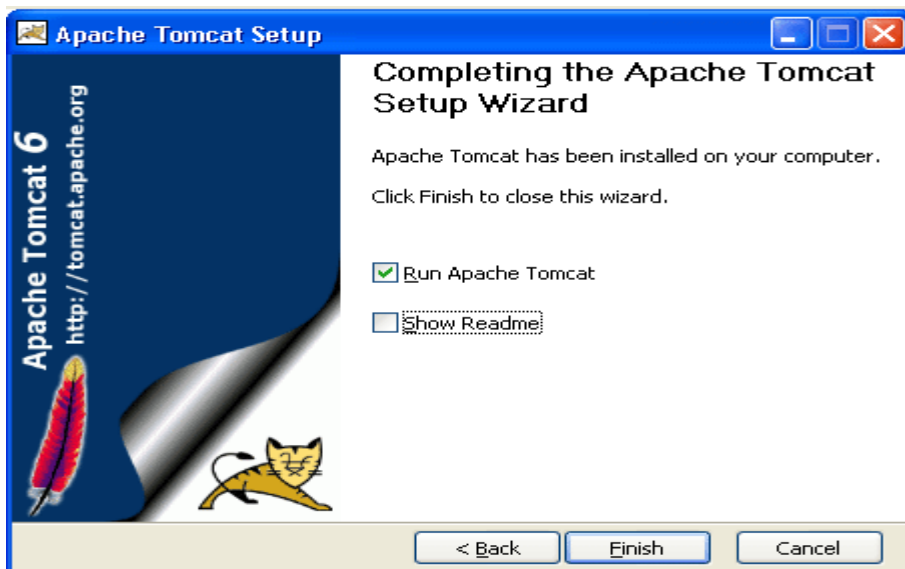 Apache Tomcat Setup
Apache Tomcat 6
http://tomcat.apache.org
Completing the Apache Tomcat
Setup Wizard
Apache Tomcat has been installed on your computer.
Click Finish to close this wizard.
Run Apache Tomcat
Show Readme
< Back Finish Cancel